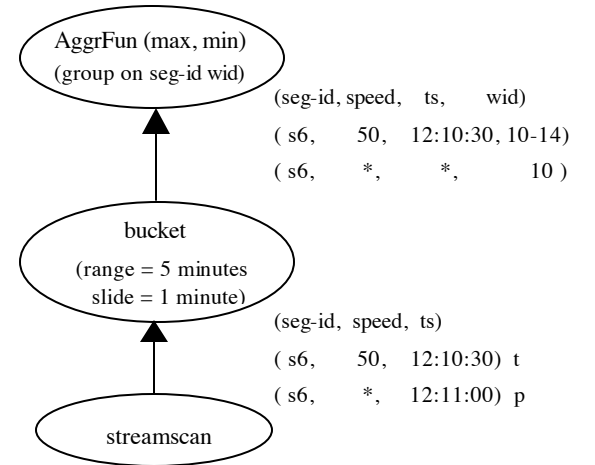 AggrFun (max, min)
(group on seg-id wid)
(seg-id, speed, ts, wid)
( s6, 50, 12:10:30, 10-14)
( s6, *, *, 10 )
bucket
(range = 5 minutes
slide = 1 minute)
(seg-id, speed, ts)
( s6, 50, 12:10:30) t
( s6, *, 12:11:00) p
streamscan